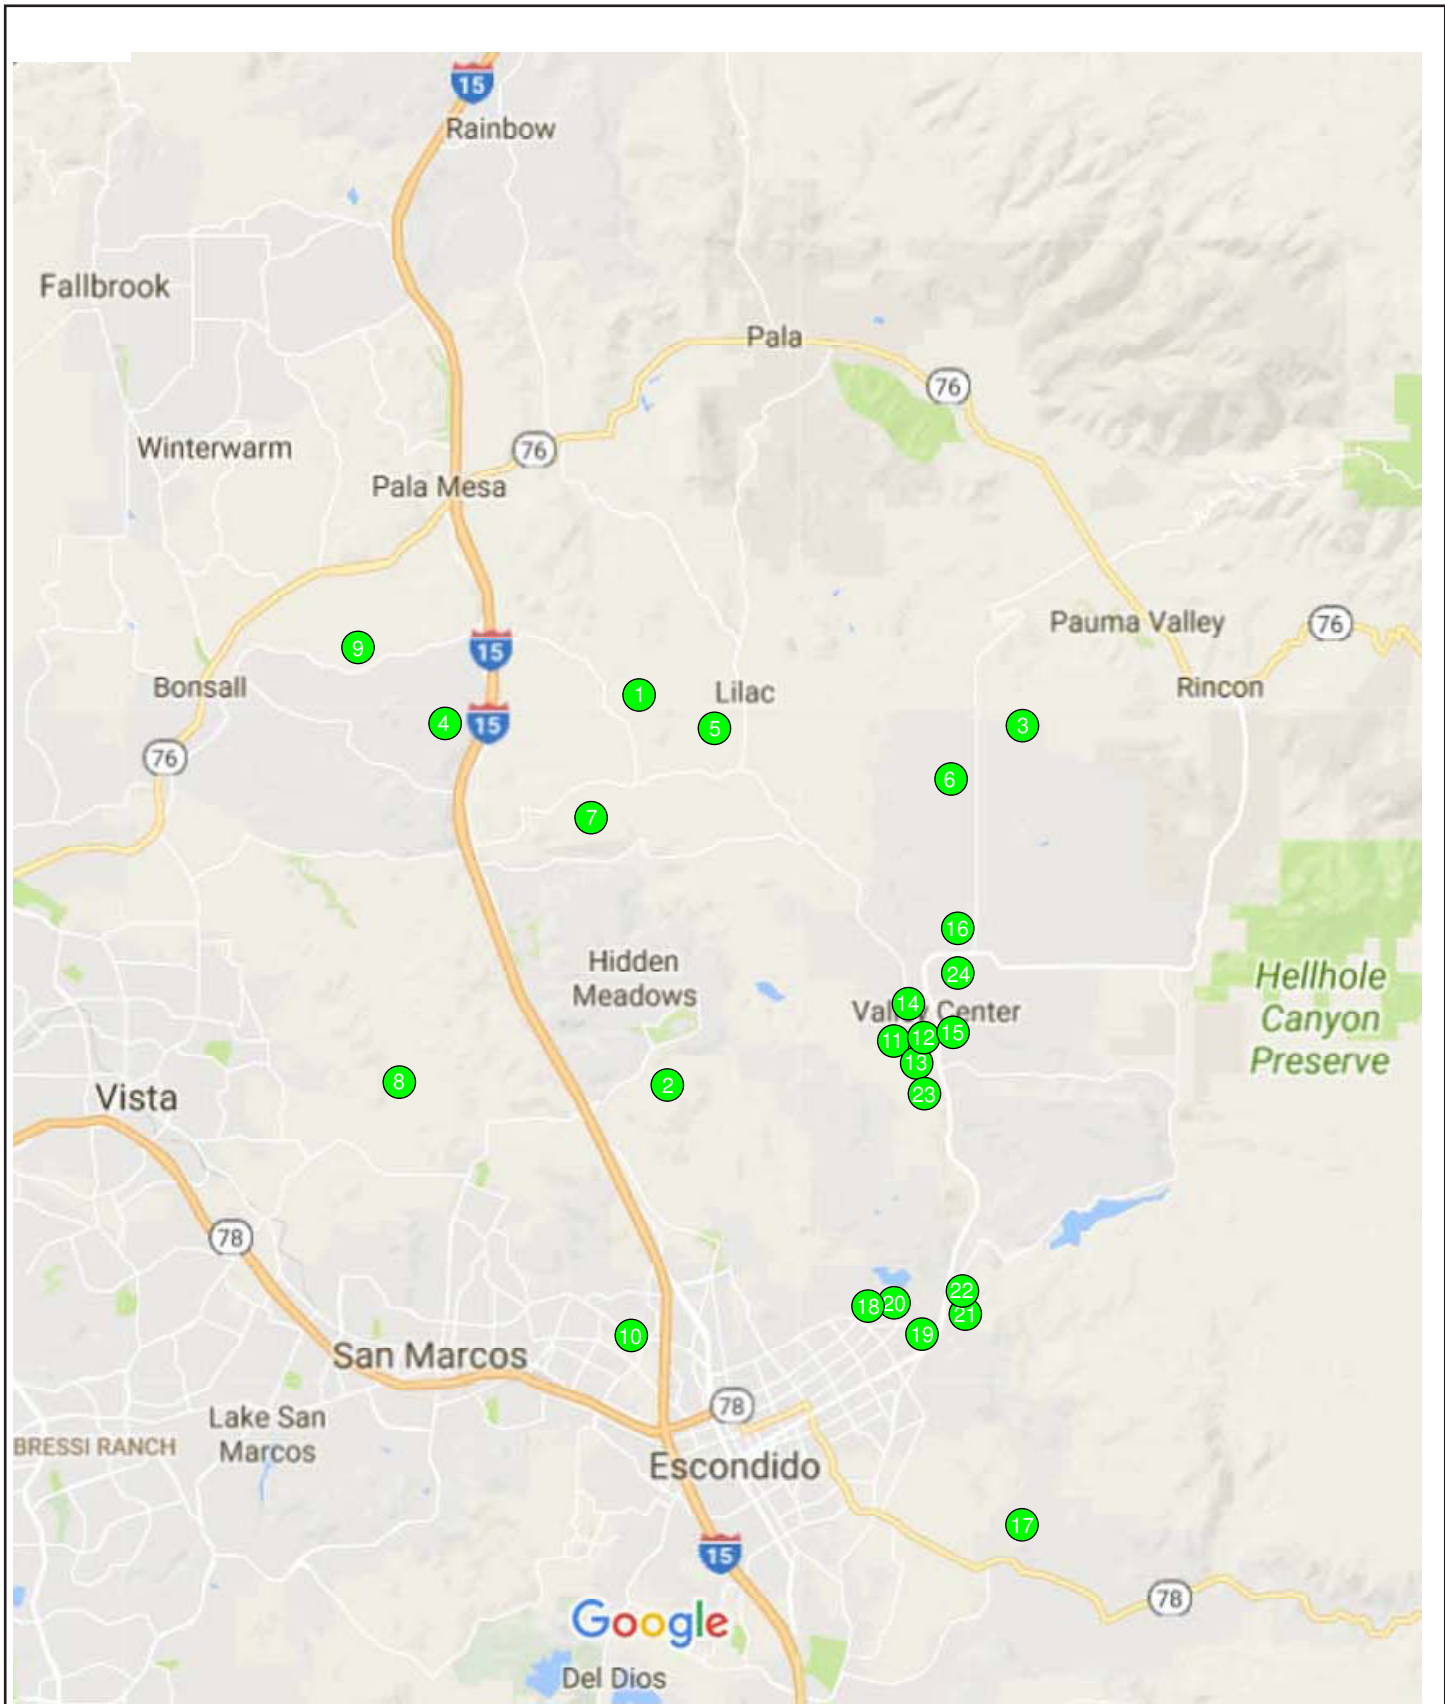 15
Rainbow
Fallbrook
Pala
76
Winterwarm
76
Pala Mesa
Pauma Valley
76
9
15
Bonsall
Rincon
1
Lilac
4
15
5
3
76
6
7
16
Hidden
Meadows
24
Hellhole
Canyon
Preserve
14
Valley Center
11
12
15
13
8
2
23
Vista
78
22
18
20
21
19
10
San Marcos
78
Lake San
Marcos
BRESSI RANCH
Escondido
17
15
78
Google
Del Dios